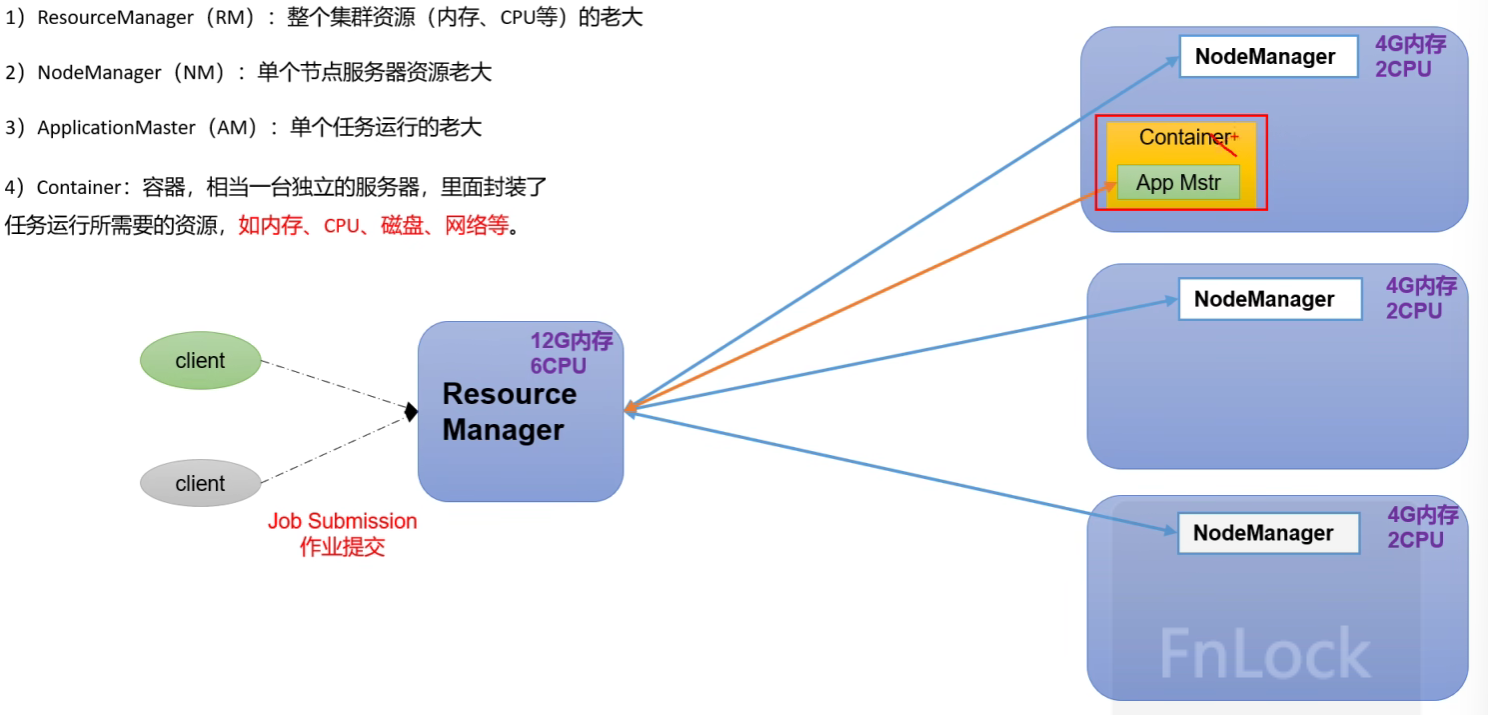 1）ResourceManager（RM）：整个集群资源（内存、CPU等）的老大
2）NodeManager（NM）：单个节点服务器资源老大
3）ApplicationMaster（AM）：单个任务运行的老大
4）Container：容器，相当一台独立的服务器，里面封装了
任务运行所需要的资源，如内存、CPU、磁盘、网络等。
client
client
Job Submission
作业提交
12G内存
6CPU
Resource
Manager
NodeManager
4G内存
2CPU
Container
App Mstr
NodeManager
4G内存
2CPU
NodeManager
4G内存
2CPU
FnLock